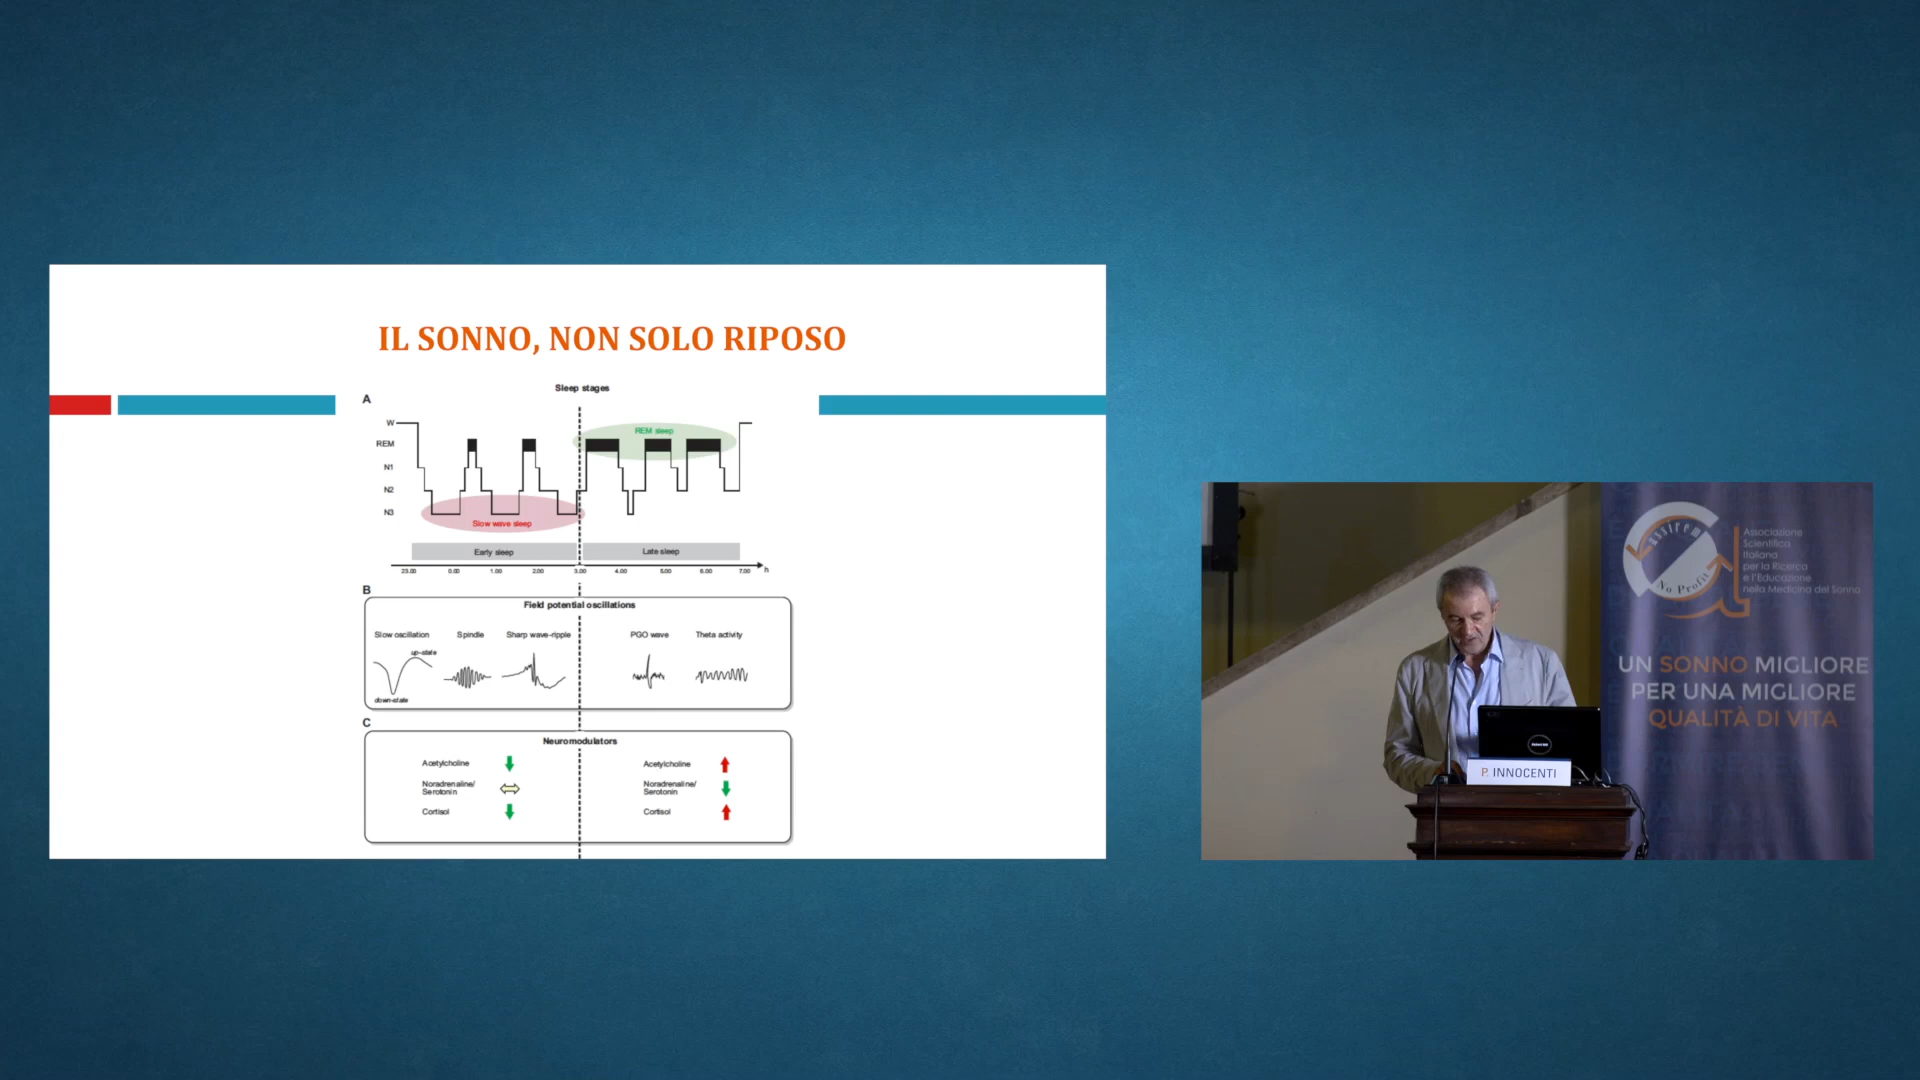 IL SONNO, NON SOLO RIPOSO
Sleep stages
A
W
REM
N1
N2
N3
REM sleep
Slow wave sleep
Early sleep
Late sleep
23.00 0.00 1.00 2.00 3.00 4.00 5.00 6.00 7.00 h
B
Field potential oscillations
Slow oscillation Spindle Sharp wave-ripple PGO wave Theta activity
up-state
down-state
C
Neuromodulators
Acetylcholine
Noradrenaline/
Serotonin
Cortisol
Acetylcholine
Noradrenaline/
Serotonin
Cortisol
assirem
No Profit
Associazione
Scientifica
Italiana
per la Ricerca
e l'Educazione
nella Medicina del Sonno
UN SONNO MIGLIORE
PER UNA MIGLIORE
QUALITÀ DI VITA
P. INNOCENTI